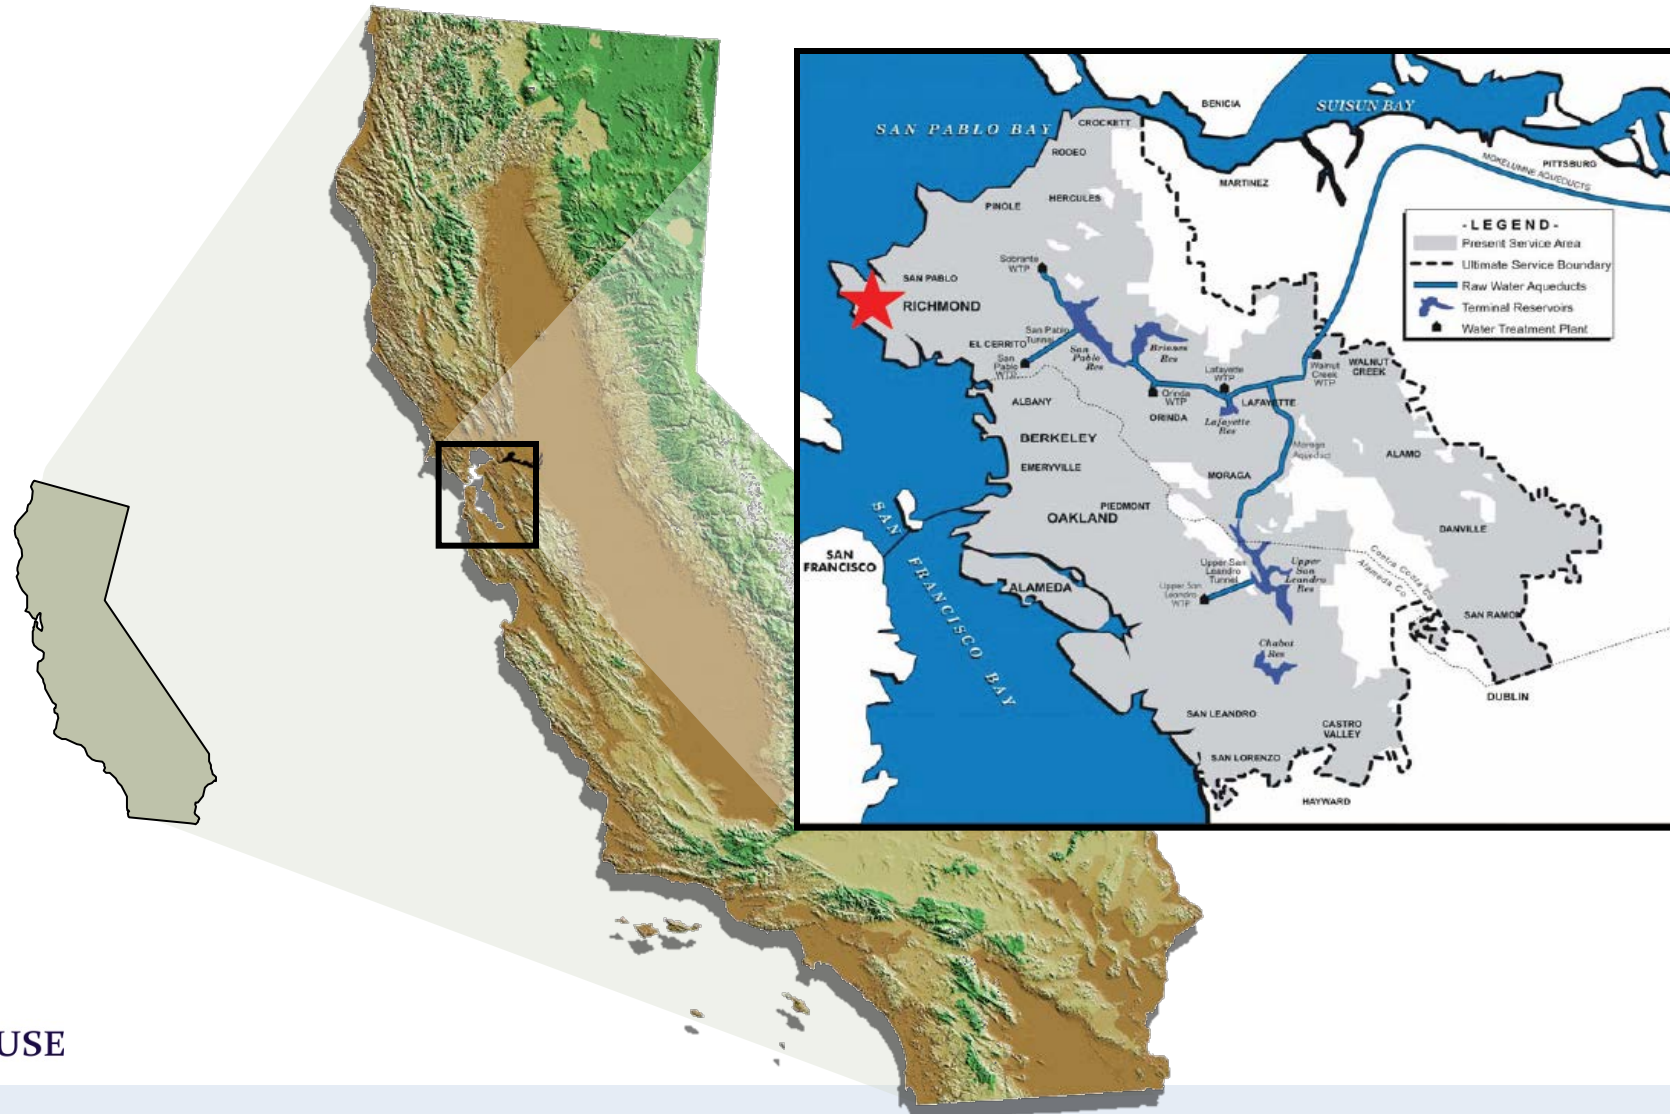 SAN PABLO BAY
CROCKETT
BENICIA
SUISUN BAY
RODEO
MARTINEZ
PITTSBURG
MOKELUMNE AQUEDUCTS
PINOLE
HERCULES
- LEGEND -
Present Service Area
Ultimate Service Boundary
Raw Water Aqueducts
Terminal Reservoirs
Water Treatment Plant
Sobrante
WTP
SAN PABLO
RICHMOND
San Pablo
Tunnel
EL CERRITO
San
Pablo
WTP
San
Pablo
Res
Briones
Res
Lafayette
WTP
Walnut
Creek
WTP
WALNUT
CREEK
Orinda
WTP
ALBANY
ORINDA
LAFAYETTE
Lafayette
Res
BERKELEY
Moraga
Aqueduct
ALAMO
EMERYVILLE
MORAGA
PIEDMONT
OAKLAND
DANVILLE
SAN
FRANCISCO
SAN FRANCISCO BAY
ALAMEDA
Upper San
Leandro
Tunnel
Upper
San
Leandro
Res
Upper San
Leandro
WTP
Contra Costa Co
Alameda Co
SAN RAMON
Chabot
Res
DUBLIN
SAN LEANDRO
CASTRO
VALLEY
SAN LORENZO
HAYWARD
USE